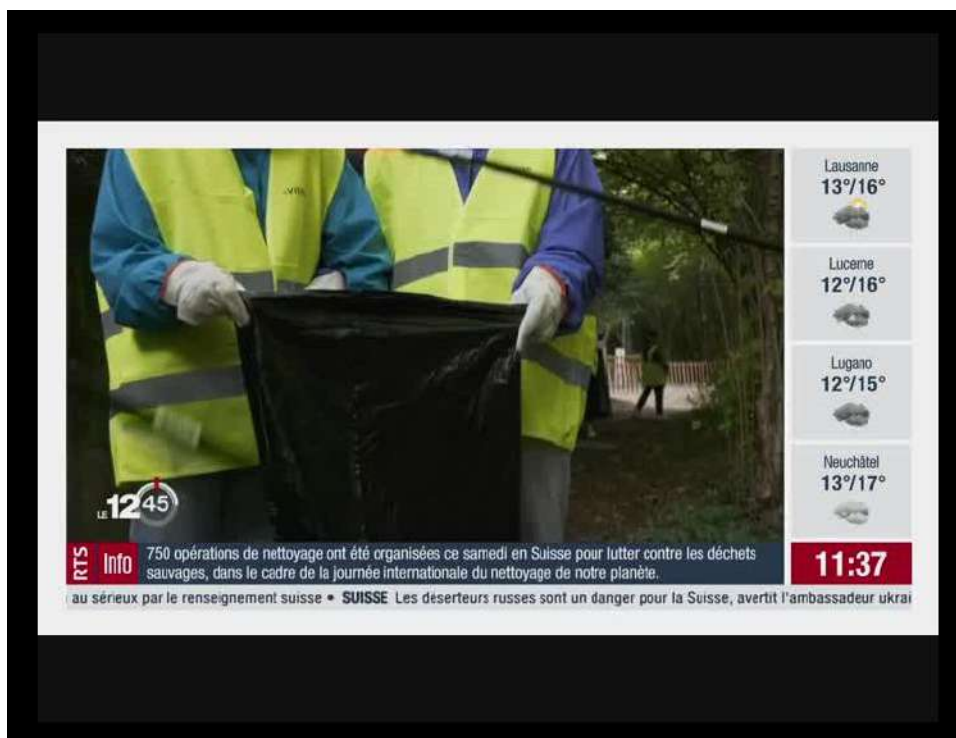 Lausanne
13°/16°
Lucerne
12°/16°
Lugano
12°/15°
Neuchâtel
13°/17°
LE 12 45
RTS Info
750 opérations de nettoyage ont été organisées ce samedi en Suisse pour lutter contre les déchets
sauvages, dans le cadre de la journée internationale du nettoyage de notre planète.
11:37
au sérieux par le renseignement suisse • SUISSE Les déserteurs russes sont un danger pour la Suisse, avertit l'ambassadeur ukrai